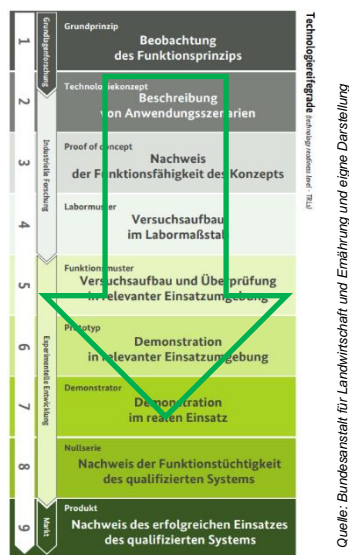 Grundlagenforschung
Industrielle Forschung
Experimentelle Entwicklung
Markt
1
Grundprinzip
Beobachtung
des Funktionsprinzips
2
Technologiekonzept
Beschreibung
von Anwendungsszenarien
3
Proof of concept
Nachweis
der Funktionsfähigkeit des Konzepts
4
Labormuster
Versuchsaufbau
im Labormaßstab
5
Funktionsmuster
Versuchsaufbau und Überprüfung
in relevanter Einsatzumgebung
6
Prototyp
Demonstration
in relevanter Einsatzumgebung
7
Demonstrator
Demonstration
im realen Einsatz
8
Nullserie
Nachweis der Funktionstüchtigkeit
des qualifizierten Systems
9
Produkt
Nachweis des erfolgreichen Einsatzes
des qualifizierten Systems
Technologiereifegrade (technology readiness level - TRLs)
Quelle: Bundesanstalt für Landwirtschaft und Ernährung und eigne Darstellung